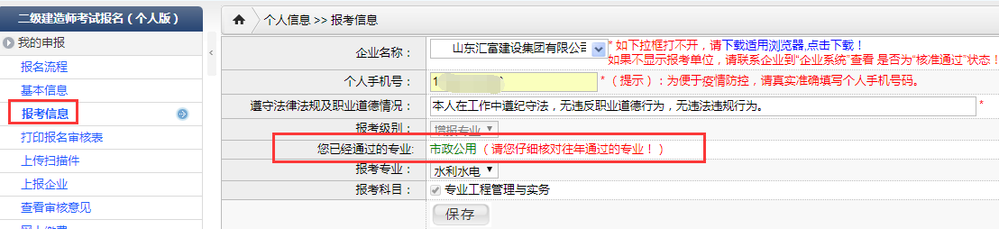 二级建造师考试报名（个人版）
我的申报
报名流程
基本信息
报考信息
打印报名审核表
上传扫描件
上报企业
查看审核意见
个人信息 >> 报考信息
企业名称： 山东汇富建设集团有限公司 * 如下拉框打不开，请下载适用浏览器,点击下载！
如果不显示报考单位，请联系企业到“企业系统”查看 是否为“核准通过”状态！
个人手机号： 1 *（提示）：为便于疫情防控，请真实准确填写个人手机号码。
遵守法律法规及职业道德情况： 本人在工作中遵纪守法，无违反职业道德行为，无违法违规行为。 *
报考级别： 增报专业
您已经通过的专业: 市政公用（请您仔细核对往年通过的专业！）
报考专业： 水利水电
报考科目： 专业工程管理与实务
保存